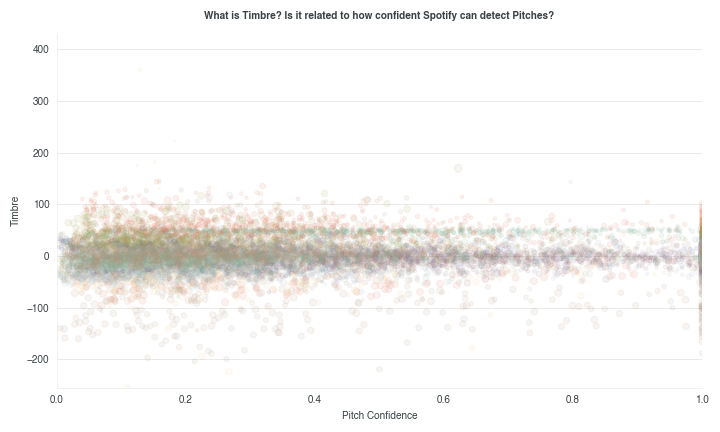 What is Timbre? Is it related to how confident Spotify can detect Pitches?
400
300
200
100
0
−100
−200
Timbre
0.0 0.2 0.4 0.6 0.8 1.0
Pitch Confidence